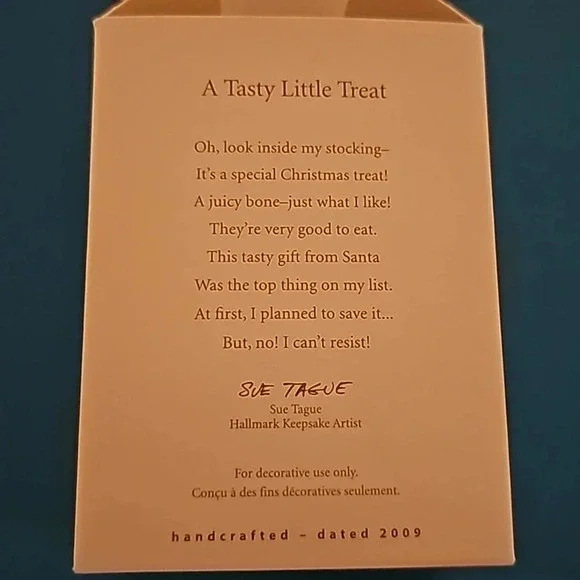 A Tasty Little Treat
Oh, look inside my stocking–
It's a special Christmas treat!
A juicy bone–just what I like!
They're very good to eat.
This tasty gift from Santa
Was the top thing on my list.
At first, I planned to save it...
But, no! I can't resist!
SUE TAGUE
Sue Tague
Hallmark Keepsake Artist
For decorative use only.
Conçu à des fins décoratives seulement.
handcrafted – dated 2009